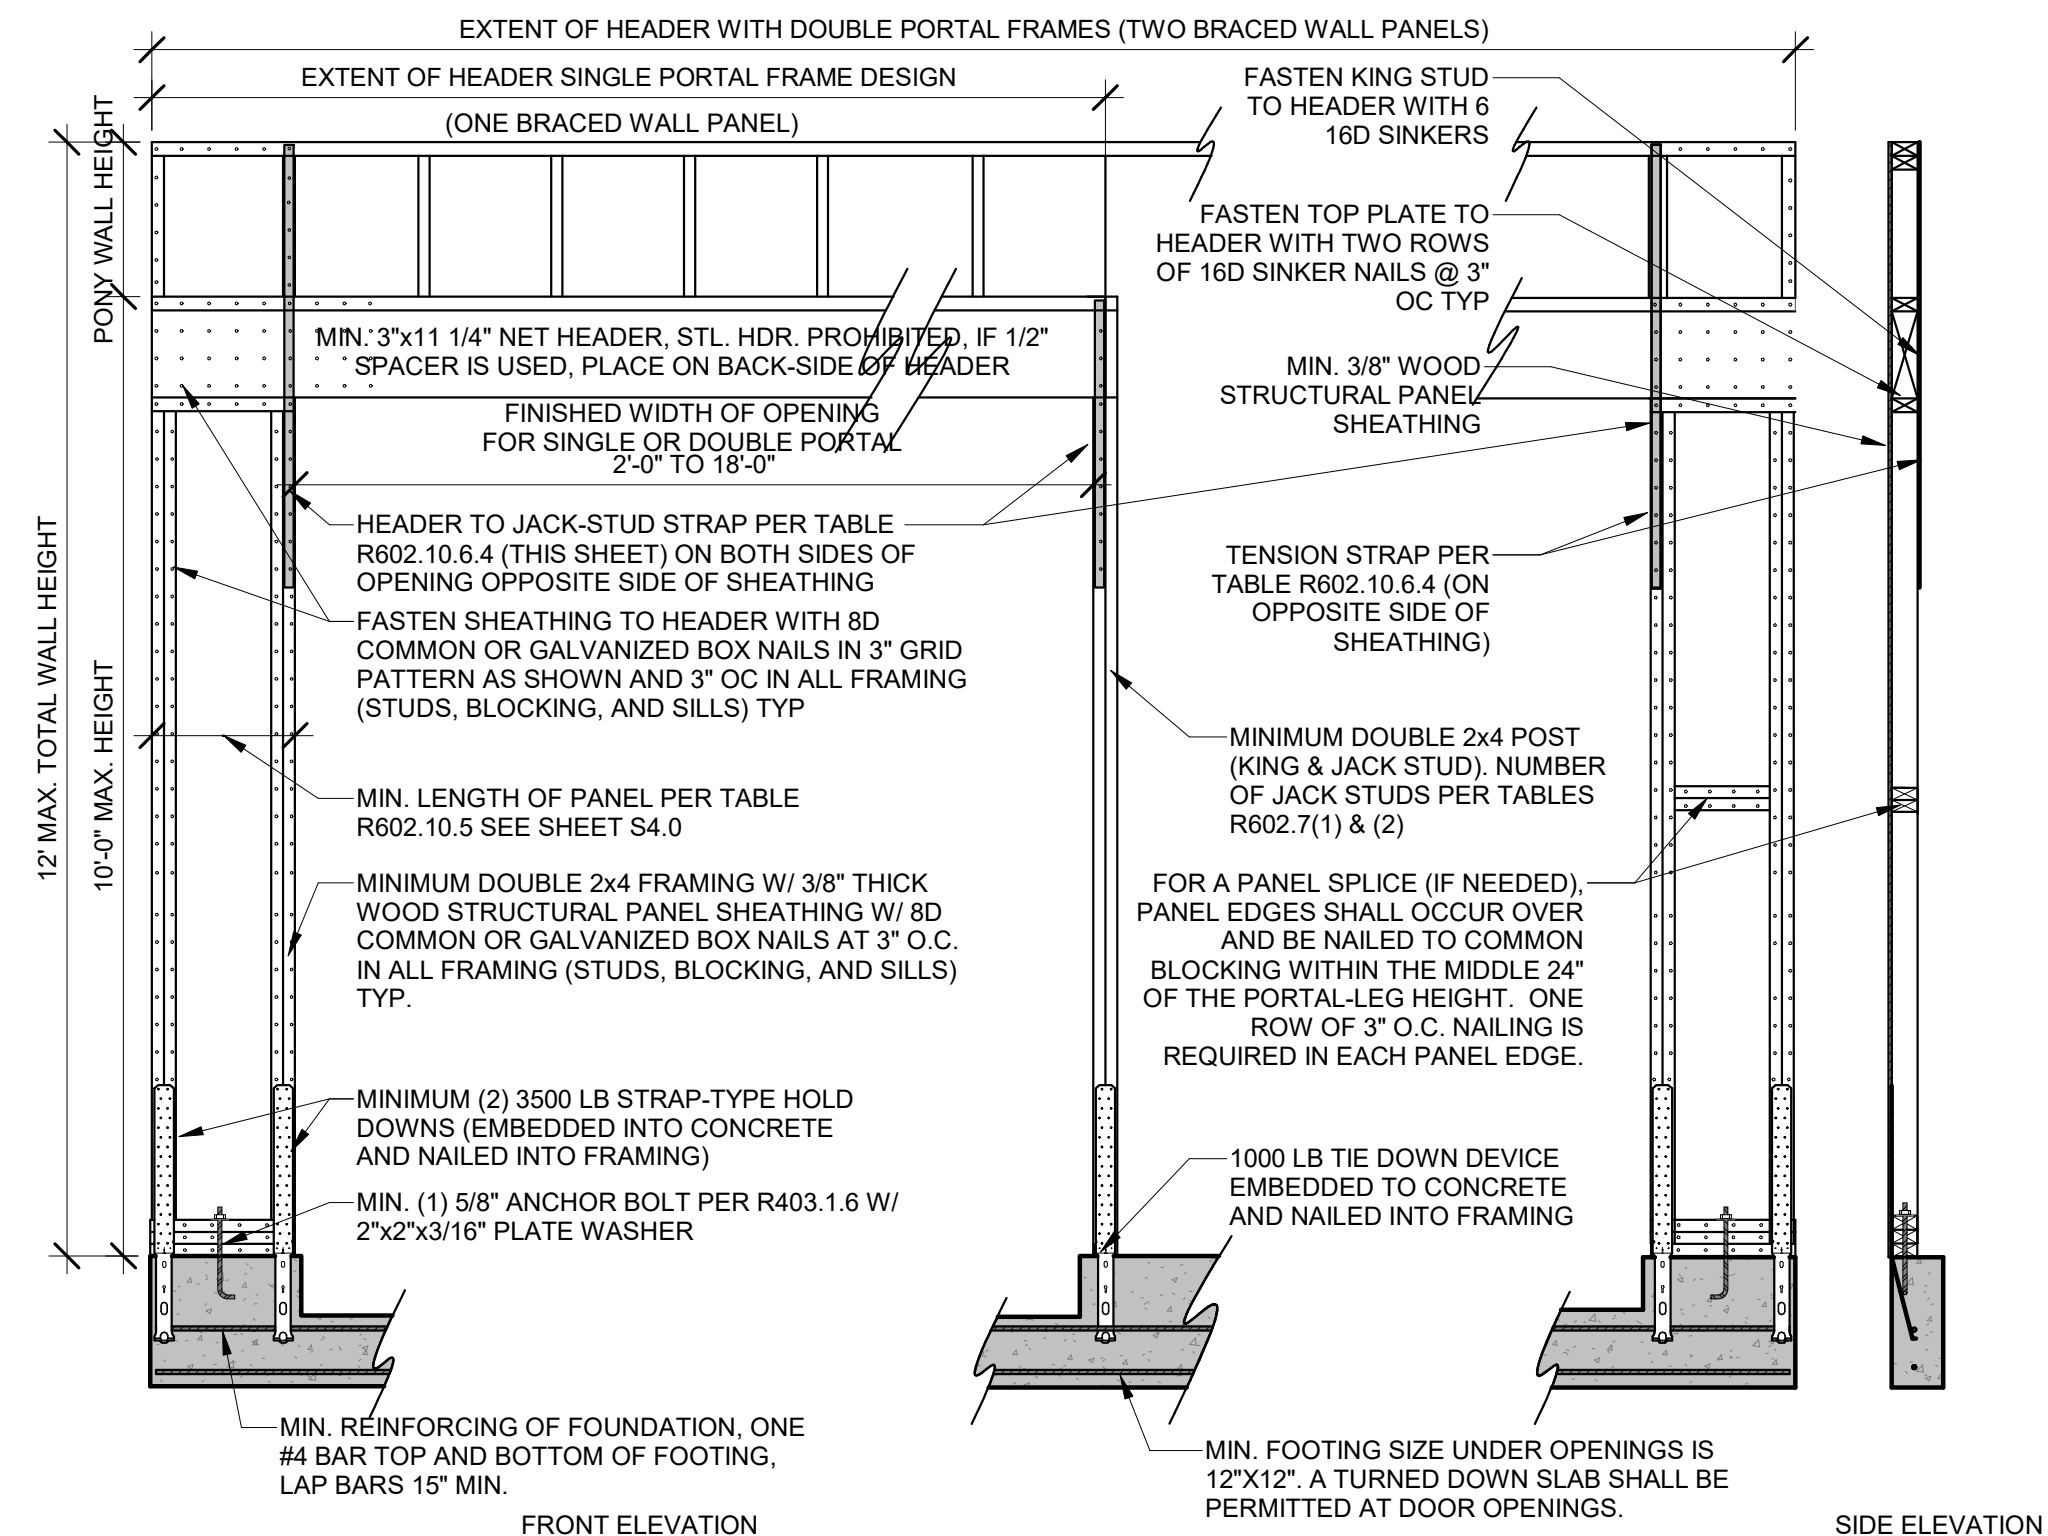 EXTENT OF HEADER WITH DOUBLE PORTAL FRAMES (TWO BRACED WALL PANELS)
EXTENT OF HEADER SINGLE PORTAL FRAME DESIGN
(ONE BRACED WALL PANEL)
FASTEN KING STUD
TO HEADER WITH 6
16D SINKERS
PONY WALL HEIGHT
12' MAX. TOTAL WALL HEIGHT
10'-0" MAX. HEIGHT
FASTEN TOP PLATE TO
HEADER WITH TWO ROWS
OF 16D SINKER NAILS @ 3"
OC TYP
MIN. 3"x11 1/4" NET HEADER, STL. HDR. PROHIBITED, IF 1/2"
SPACER IS USED, PLACE ON BACK-SIDE OF HEADER
MIN. 3/8" WOOD
STRUCTURAL PANEL
SHEATHING
FINISHED WIDTH OF OPENING
FOR SINGLE OR DOUBLE PORTAL
2'-0" TO 18'-0"
HEADER TO JACK-STUD STRAP PER TABLE
R602.10.6.4 (THIS SHEET) ON BOTH SIDES OF
OPENING OPPOSITE SIDE OF SHEATHING
TENSION STRAP PER
TABLE R602.10.6.4 (ON
OPPOSITE SIDE OF
SHEATHING)
FASTEN SHEATHING TO HEADER WITH 8D
COMMON OR GALVANIZED BOX NAILS IN 3" GRID
PATTERN AS SHOWN AND 3" OC IN ALL FRAMING
(STUDS, BLOCKING, AND SILLS) TYP
MINIMUM DOUBLE 2x4 POST
(KING & JACK STUD). NUMBER
OF JACK STUDS PER TABLES
R602.7(1) & (2)
MIN. LENGTH OF PANEL PER TABLE
R602.10.5 SEE SHEET S4.0
MINIMUM DOUBLE 2x4 FRAMING W/ 3/8" THICK
WOOD STRUCTURAL PANEL SHEATHING W/ 8D
COMMON OR GALVANIZED BOX NAILS AT 3" O.C.
IN ALL FRAMING (STUDS, BLOCKING, AND SILLS)
TYP.
FOR A PANEL SPLICE (IF NEEDED),
PANEL EDGES SHALL OCCUR OVER
AND BE NAILED TO COMMON
BLOCKING WITHIN THE MIDDLE 24"
OF THE PORTAL-LEG HEIGHT. ONE
ROW OF 3" O.C. NAILING IS
REQUIRED IN EACH PANEL EDGE.
MINIMUM (2) 3500 LB STRAP-TYPE HOLD
DOWNS (EMBEDDED INTO CONCRETE
AND NAILED INTO FRAMING)
1000 LB TIE DOWN DEVICE
EMBEDDED TO CONCRETE
AND NAILED INTO FRAMING
MIN. (1) 5/8" ANCHOR BOLT PER R403.1.6 W/
2"x2"x3/16" PLATE WASHER
MIN. REINFORCING OF FOUNDATION, ONE
#4 BAR TOP AND BOTTOM OF FOOTING,
LAP BARS 15" MIN.
MIN. FOOTING SIZE UNDER OPENINGS IS
12"X12". A TURNED DOWN SLAB SHALL BE
PERMITTED AT DOOR OPENINGS.
FRONT ELEVATION
SIDE ELEVATION